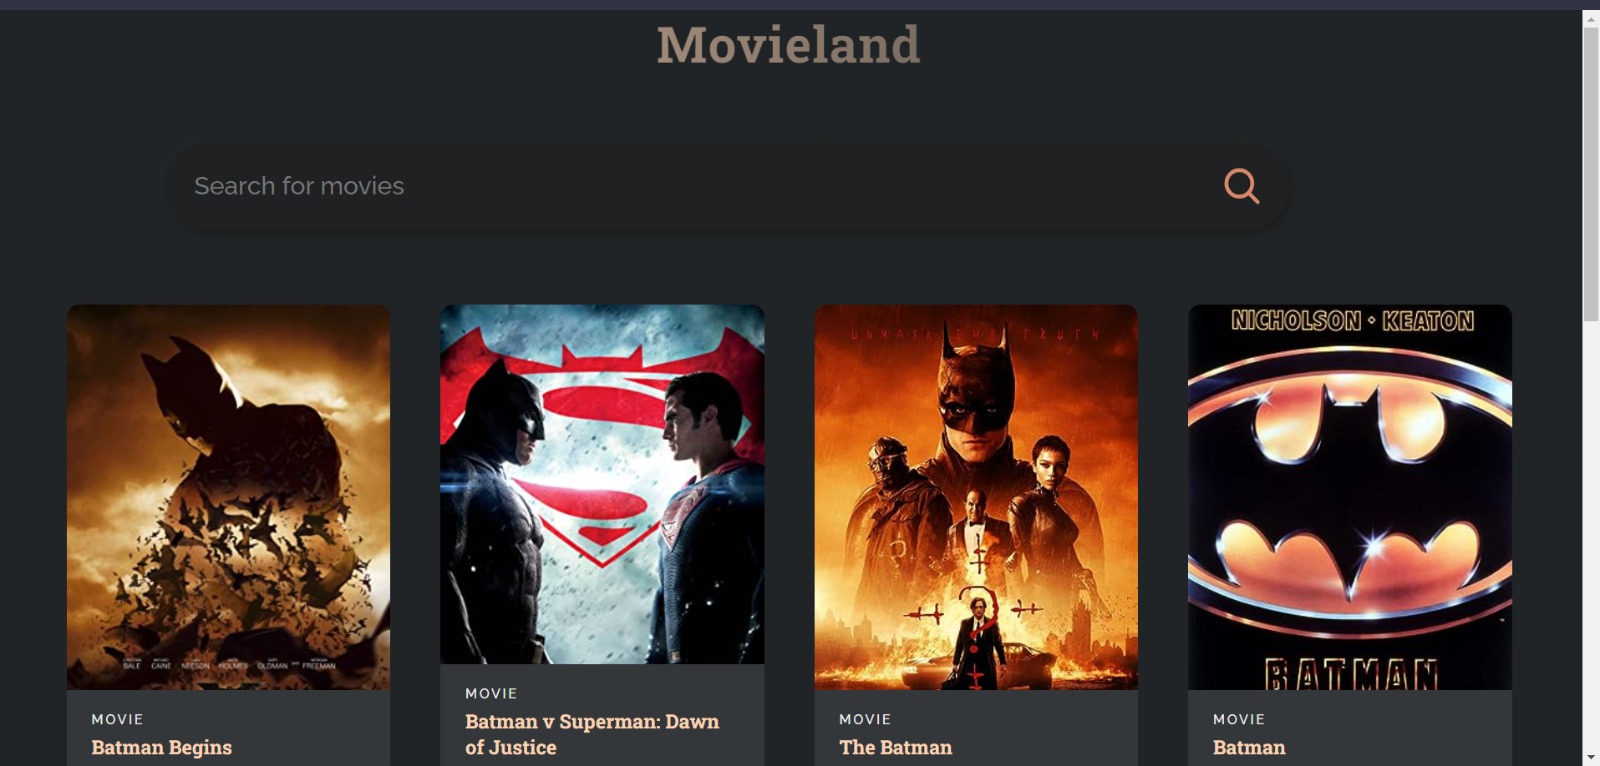 Movieland
Search for movies
NICHOLSON • KEATON
UNMASK THE TRUTH
BALE CAINE NEESON HOLMES OLDMAN and FREEMAN
BATMAN
MOVIE
Batman Begins
MOVIE
Batman v Superman: Dawn
of Justice
MOVIE
The Batman
MOVIE
Batman